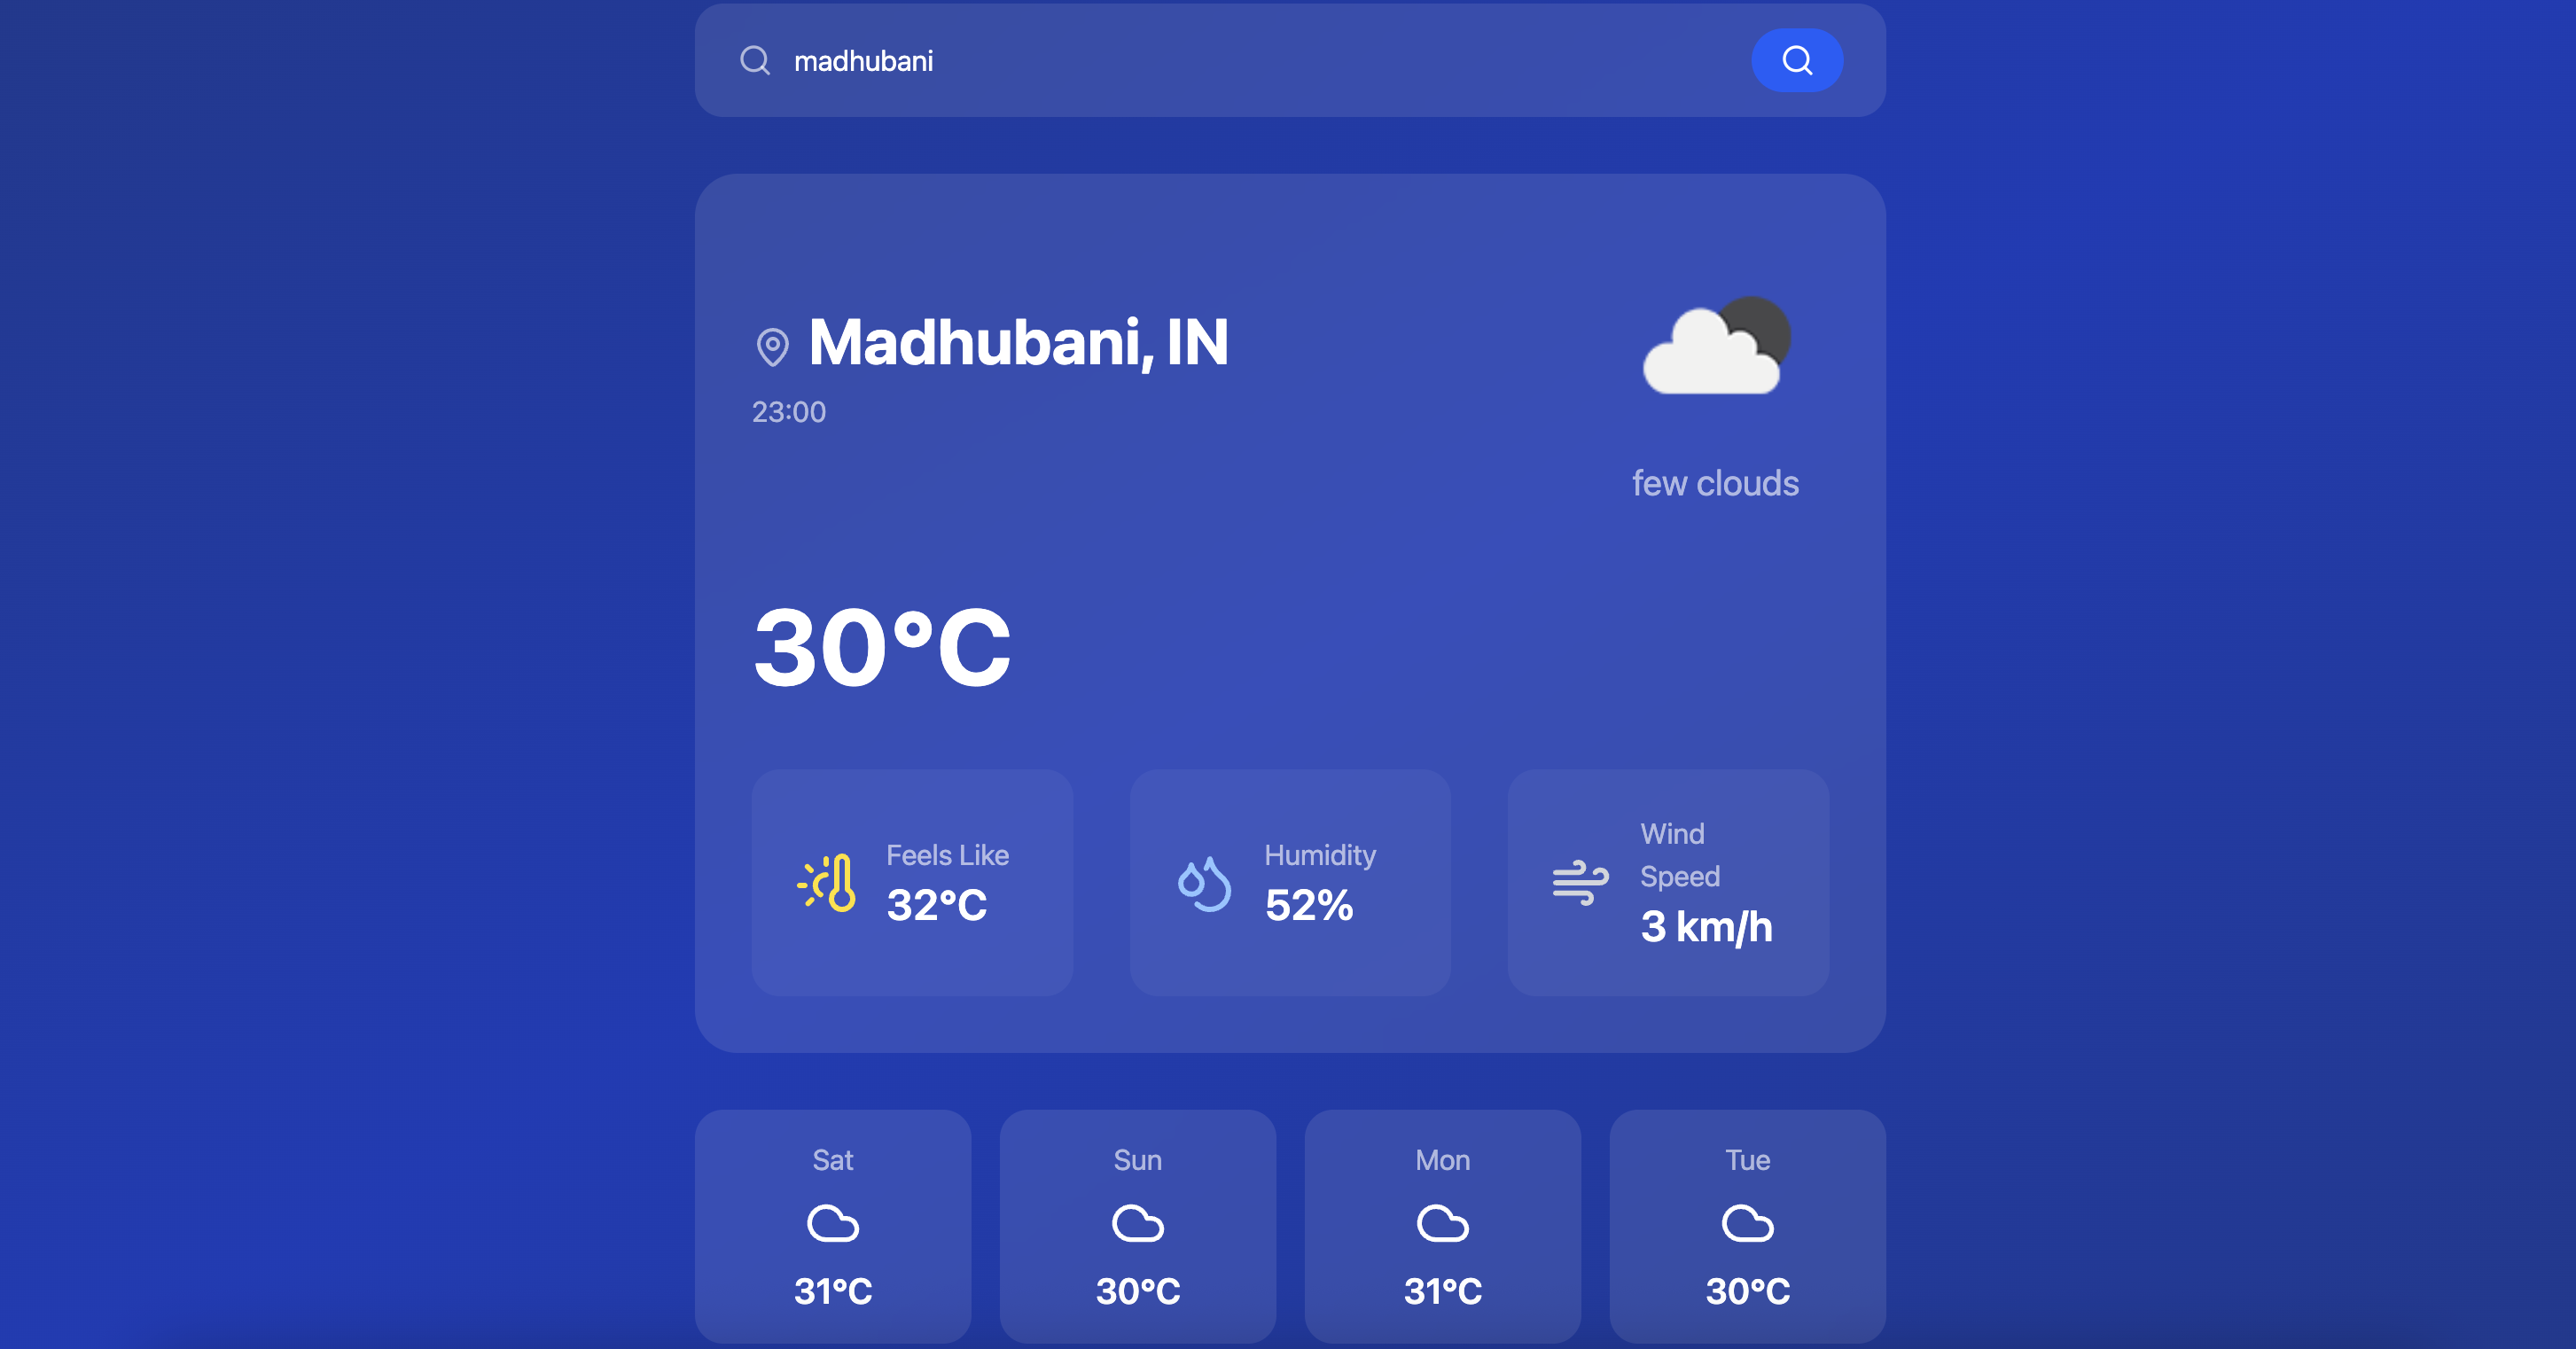 madhubani
Madhubani, IN
23:00
few clouds
30°C
Feels Like
32°C
Humidity
52%
Wind
Speed
3 km/h
Sat
31°C
Sun
30°C
Mon
31°C
Tue
30°C